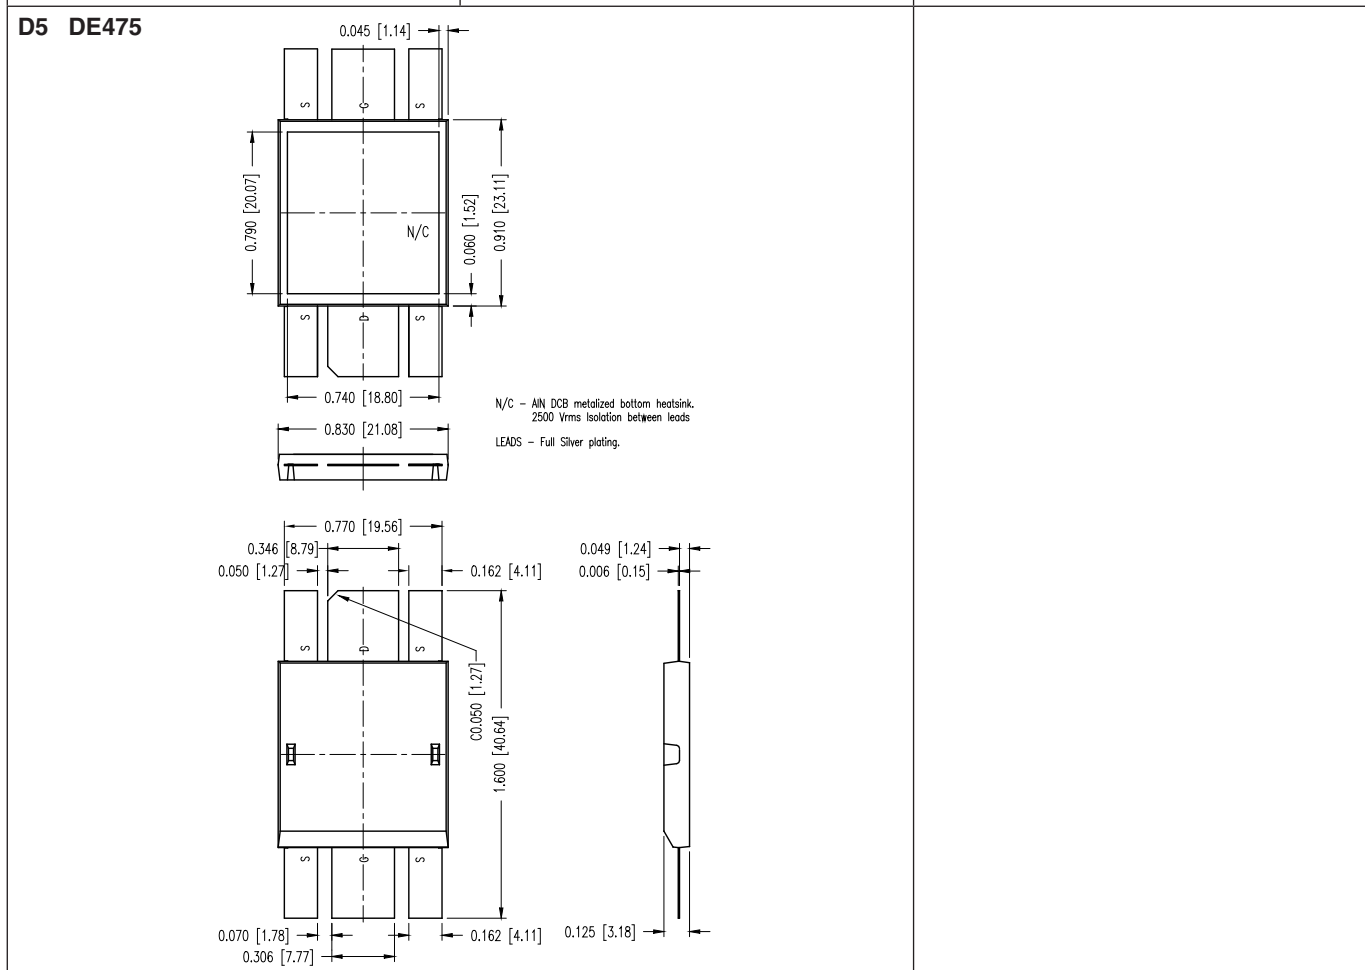 D5 DE475
0.045 [1.14]
S G S
0.790 [20.07]
N/C
0.060 [1.52]
0.910 [23.11]
S D S
0.740 [18.80]
0.830 [21.08]
N/C - AlN DCB metalized bottom heatsink.
2500 Vrms Isolation between leads
LEADS - Full Silver plating.
0.770 [19.56]
0.346 [8.79]
0.050 [1.27]
0.162 [4.11]
0.049 [1.24]
0.006 [0.15]
S D S
C0.050 [1.27]
1.600 [40.64]
S G S
0.070 [1.78]
0.162 [4.11]
0.306 [7.77]
0.125 [3.18]